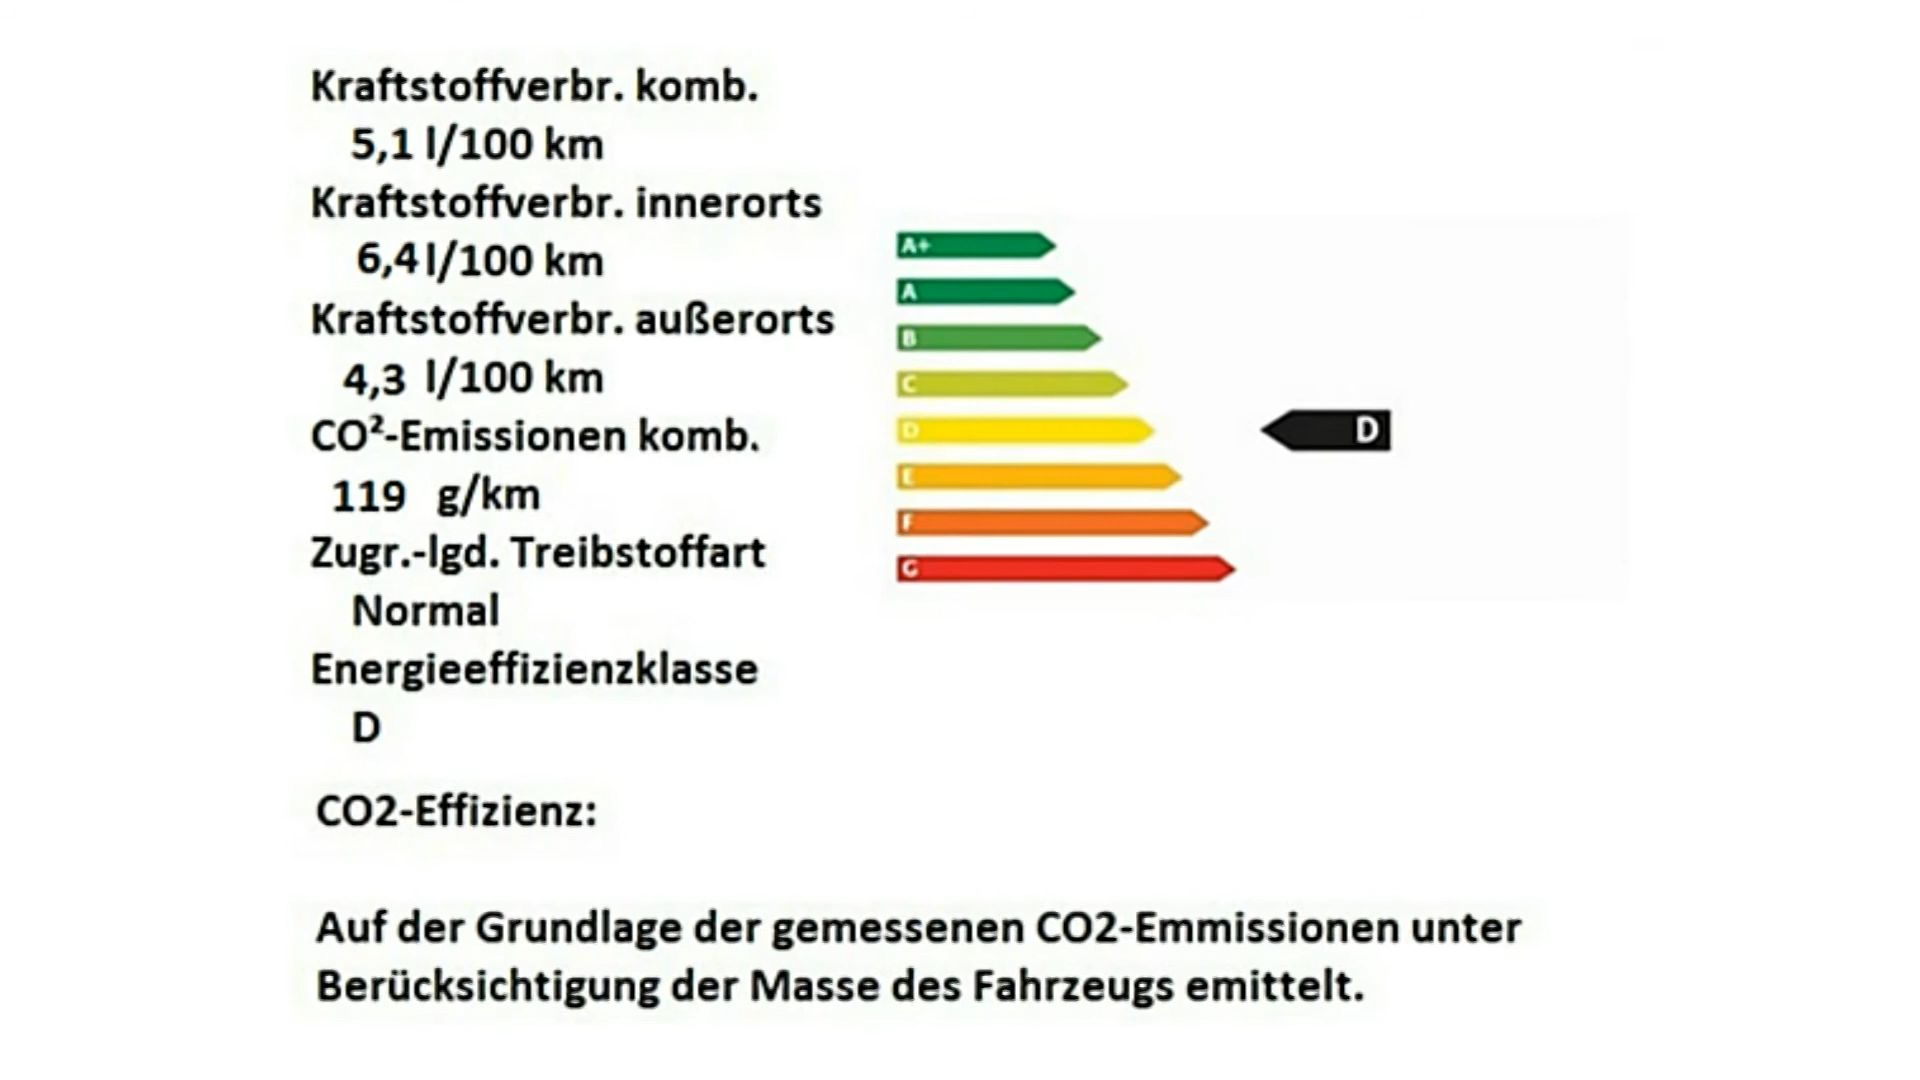 Kraftstoffverbr. komb.
5,1 l/100 km
Kraftstoffverbr. innerorts
6,4 l/100 km
Kraftstoffverbr. außerorts
4,3 l/100 km
CO²-Emissionen komb.
119 g/km
Zugr.-lgd. Treibstoffart
Normal
Energieeffizienzklasse
D
A+
A
B
C
D
D
E
F
G
CO2-Effizienz:
Auf der Grundlage der gemessenen CO2-Emmissionen unter
Berücksichtigung der Masse des Fahrzeugs emittelt.